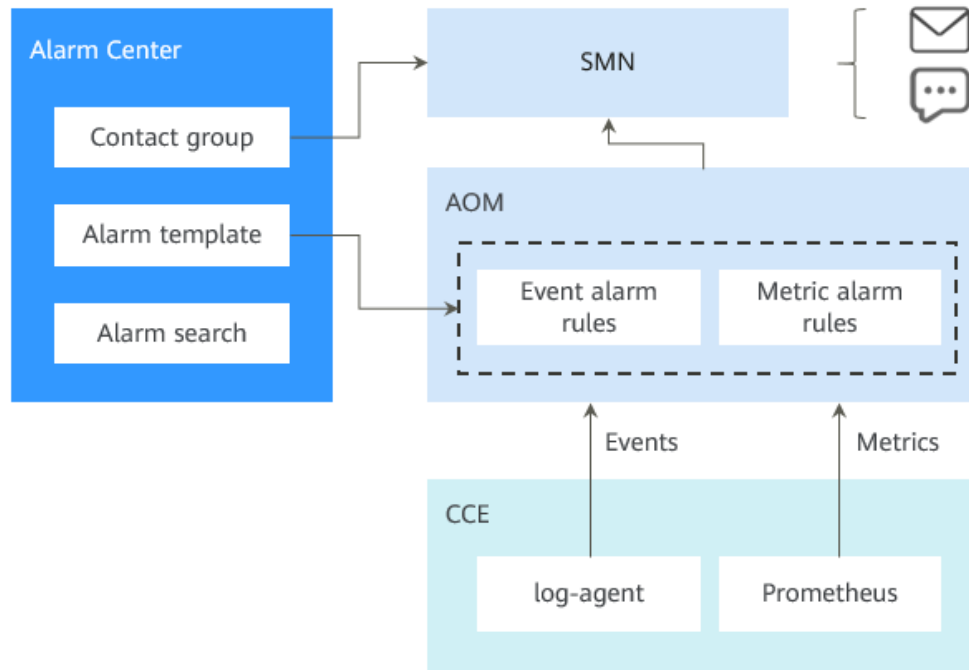 Alarm Center
Contact group
Alarm template
Alarm search
SMN
AOM
Event alarm
rules
Metric alarm
rules
Events
Metrics
CCE
log-agent
Prometheus